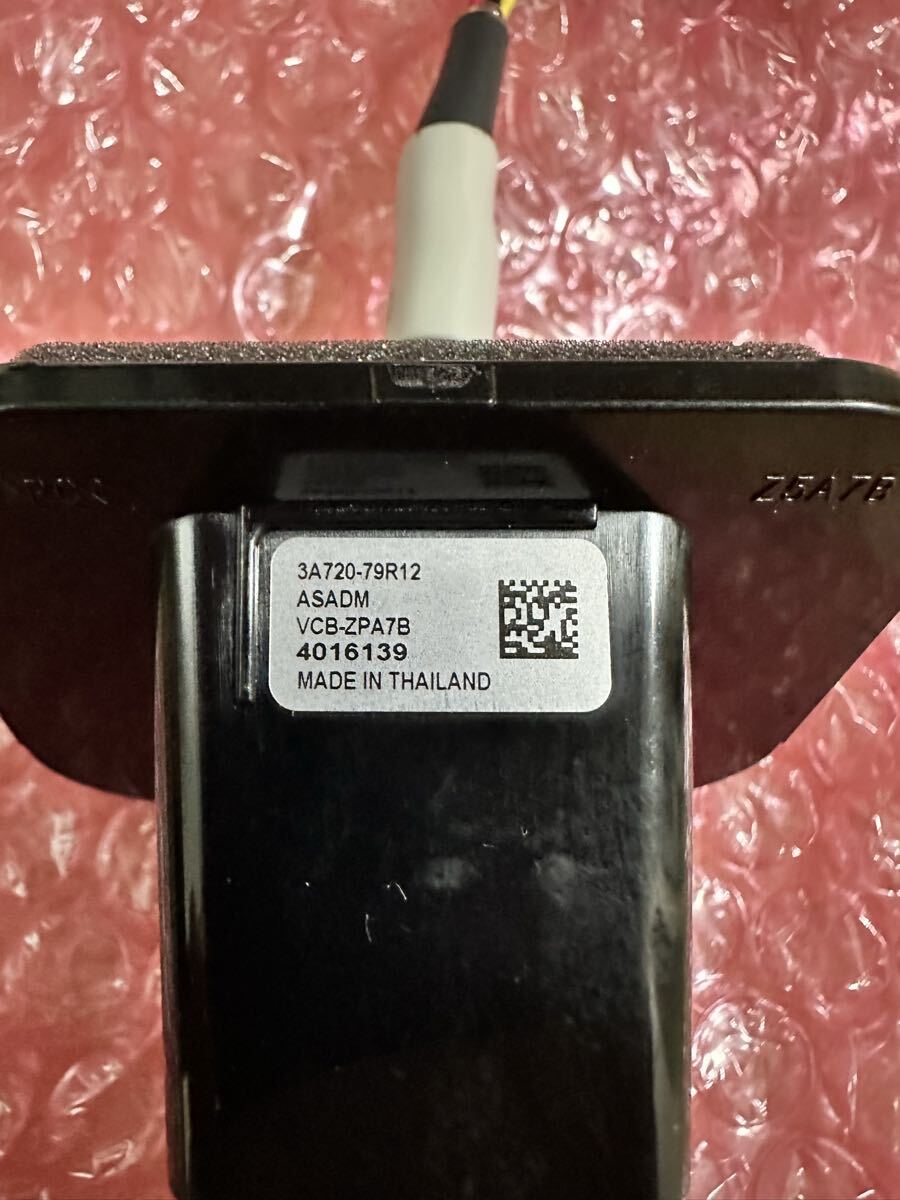 Z5A7B
3A720-79R12
ASADM
VCB-ZPA7B
4016139
MADE IN THAILAND